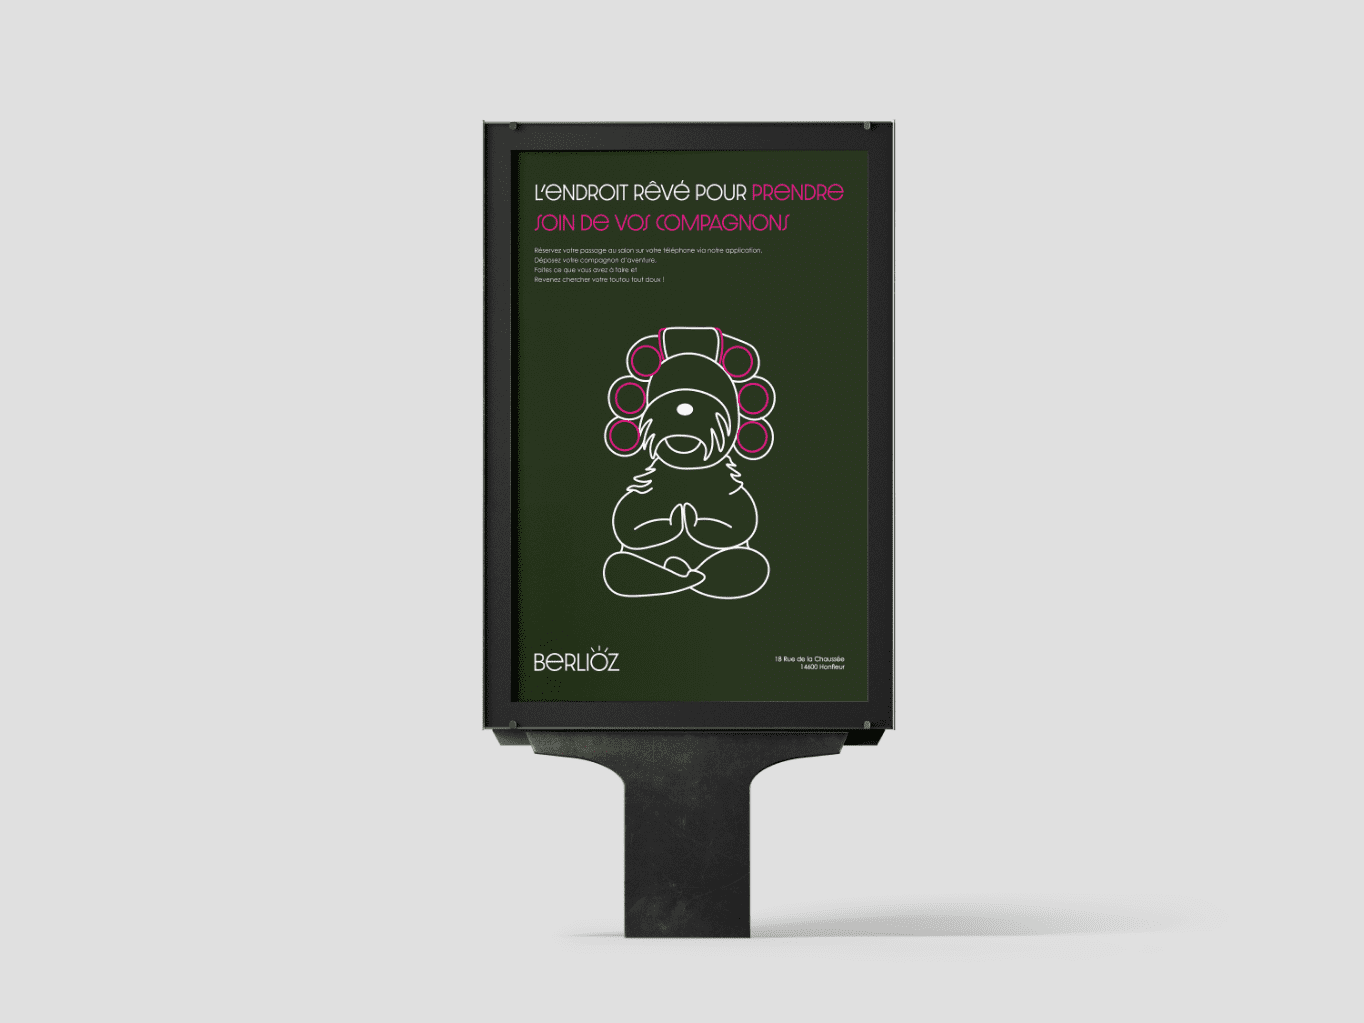 L'ENDROIT RÊVÉ POUR PRENDRE
SOIN DE VOS COMPAGNONS
Réservez votre passage au salon sur votre téléphone via notre application.
Déposez votre compagnon d'aventure.
Faites ce que vous avez à faire et
Revenez chercher votre toutou tout doux !
BERLIOZ
18 Rue de la Chaussée
14600 Honfleur